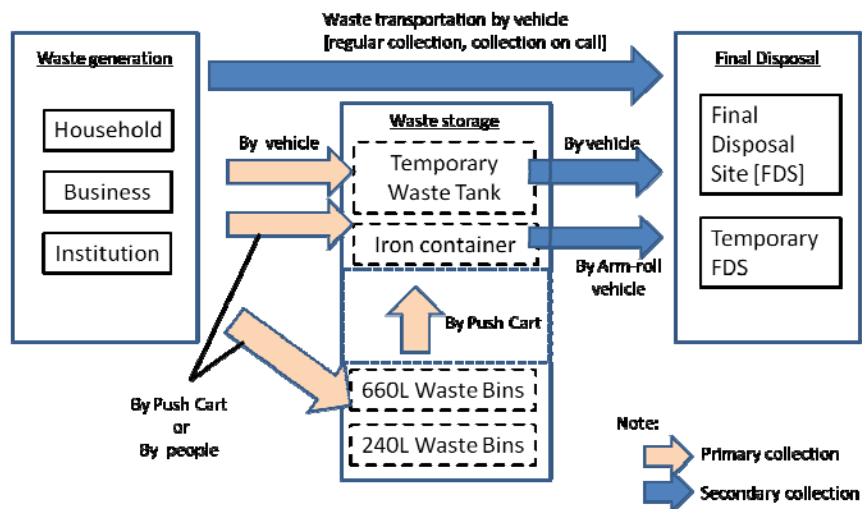 Waste transportation by vehicle
[regular collection, collection on call]
Waste generation
Household
Business
Institution
By vehicle
By Push Cart
or
By people
Waste storage
Temporary
Waste Tank
Iron container
By Push Cart
660L Waste Bins
240L Waste Bins
By vehicle
By Arm-roll
vehicle
Final Disposal
Final
Disposal
Site [FDS]
Temporary
FDS
Note:
Primary collection
Secondary collection